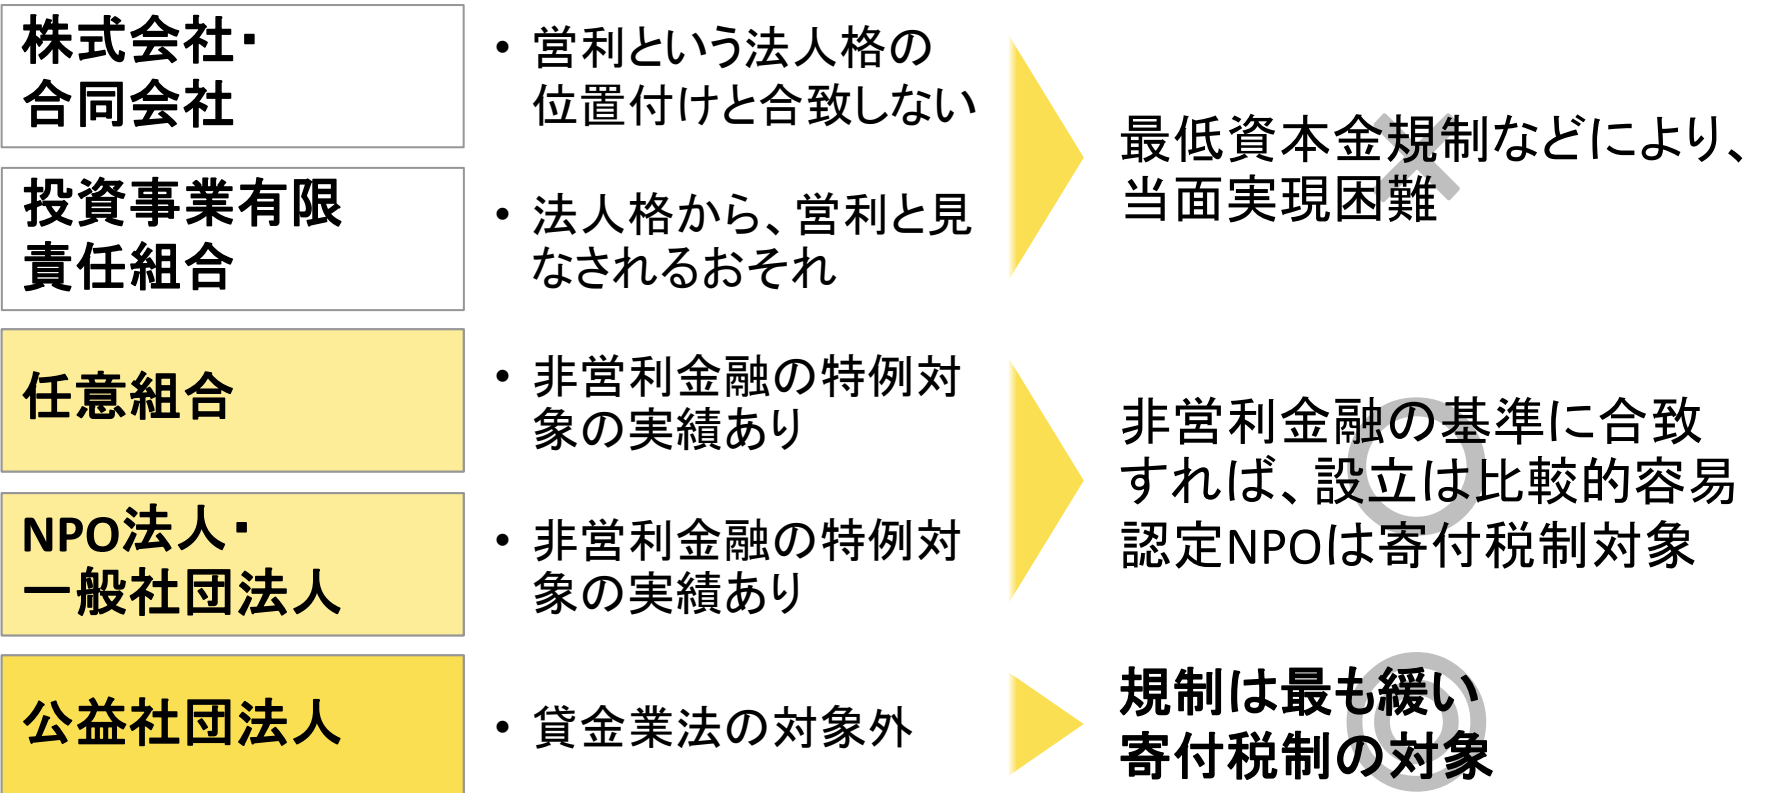 株式会社・
合同会社
• 営利という法人格の
位置付けと合致しない
投資事業有限
責任組合
• 法人格から、営利と見
なされるおそれ
×
最低資本金規制などにより、
当面実現困難
任意組合
• 非営利金融の特例対
象の実績あり
NPO法人・
一般社団法人
• 非営利金融の特例対
象の実績あり
○
非営利金融の基準に合致
すれば、設立は比較的容易
認定NPOは寄付税制対象
公益社団法人
• 貸金業法の対象外
◎
規制は最も緩い
寄付税制の対象